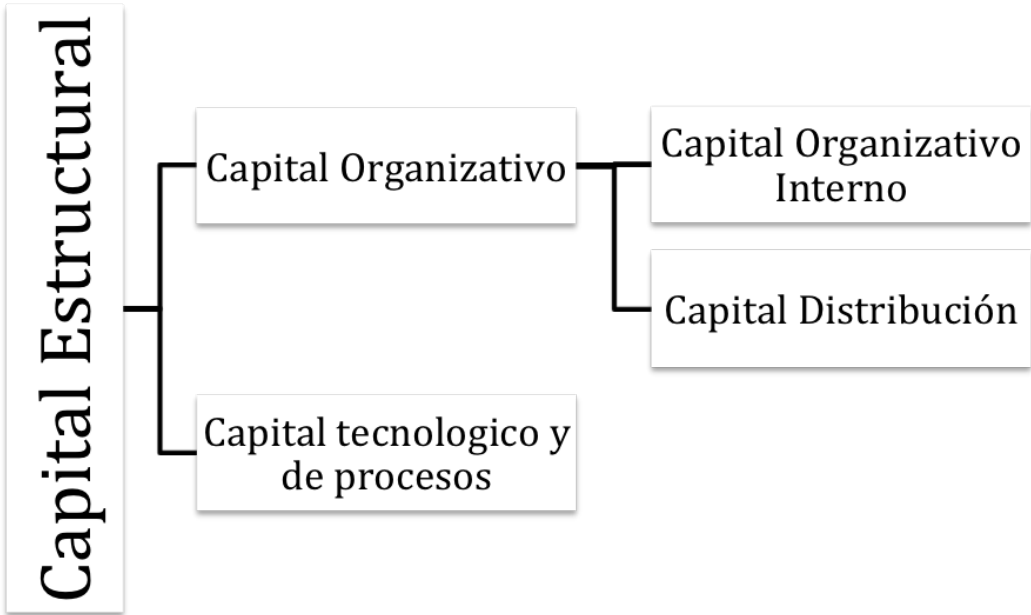 Capital Estructural
Capital Organizativo
Capital Organizativo
Interno
Capital Distribución
Capital tecnologico y
de procesos